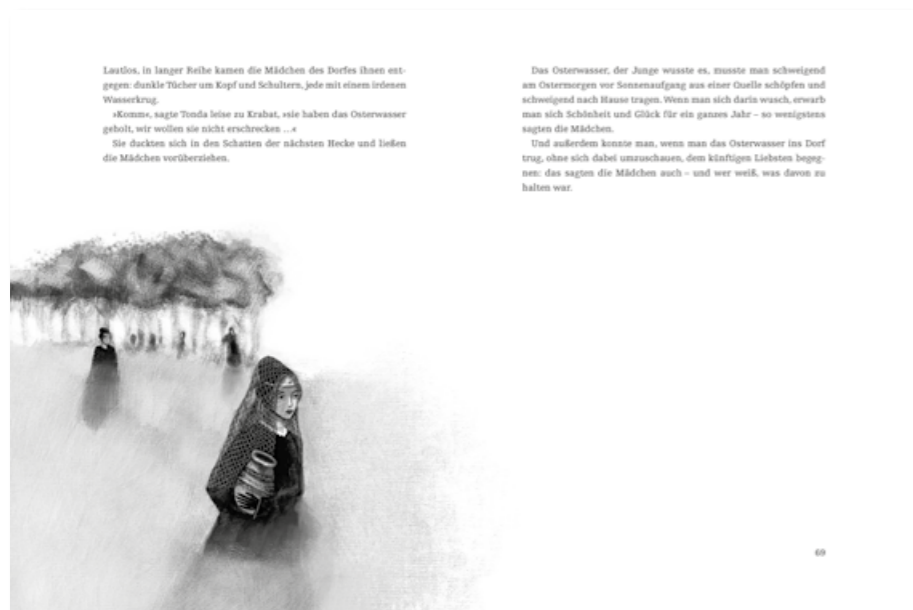 Lautlos, in langer Reihe kamen die Mädchen des Dorfes ihnen ent-
gegen: dunkle Tücher um Kopf und Schultern, jede mit einem irdenen
Wasserkrug.
»Komm«, sagte Tonda leise zu Krabat, »sie haben das Osterwasser
geholt, wir wollen sie nicht erschrecken ...«
Sie duckten sich in den Schatten der nächsten Hecke und ließen
die Mädchen vorüberziehen.
Das Osterwasser, der Junge wusste es, musste man schweigend
am Ostermorgen vor Sonnenaufgang aus einer Quelle schöpfen und
schweigend nach Hause tragen. Wenn man sich darin wusch, erwarb
man sich Schönheit und Glück für ein ganzes Jahr – so wenigstens
sagten die Mädchen.
Und außerdem konnte man, wenn man das Osterwasser ins Dorf
trug, ohne sich dabei umzuschauen, dem künftigen Liebsten begeg-
nen: das sagten die Mädchen auch – und wer weiß, was davon zu
halten war.
69